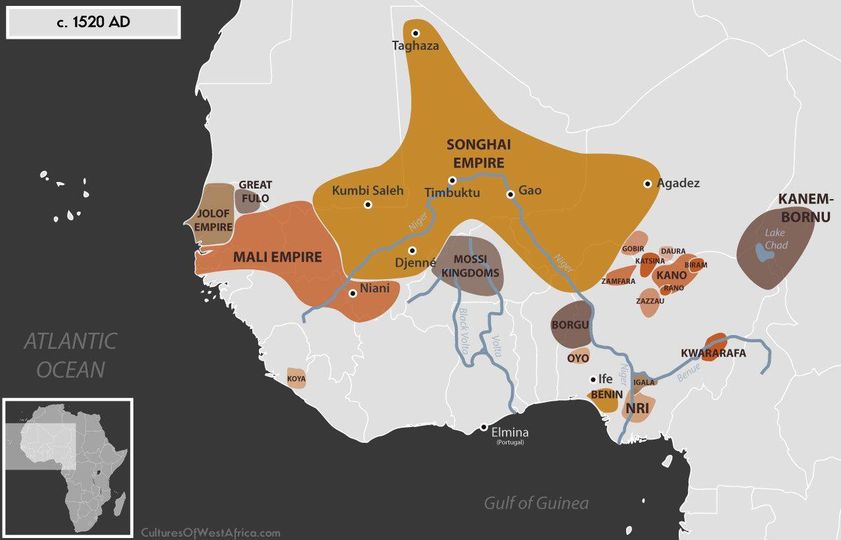 c. 1520 AD
Taghaza
SONGHAI
EMPIRE
GREAT
FULO
Kumbi Saleh
Timbuktu
Gao
Agadez
KANEM-
BORNU
JOLOF
EMPIRE
Niger
Lake
Chad
MALI EMPIRE
Djenné
MOSSI
KINGDOMS
Niger
GOBIR
DAURA
KATSINA
BIRAM
KANO
ZAMFARA
RANO
ZAZZAU
Niani
Black Volta
Volta
BORGU
OYO
KWARARAFA
ATLANTIC
OCEAN
KOYA
Ife
Niger
IGALA
Benue
BENIN
NRI
Elmina
(Portugal)
Gulf of Guinea
CulturesOfWestAfrica.com